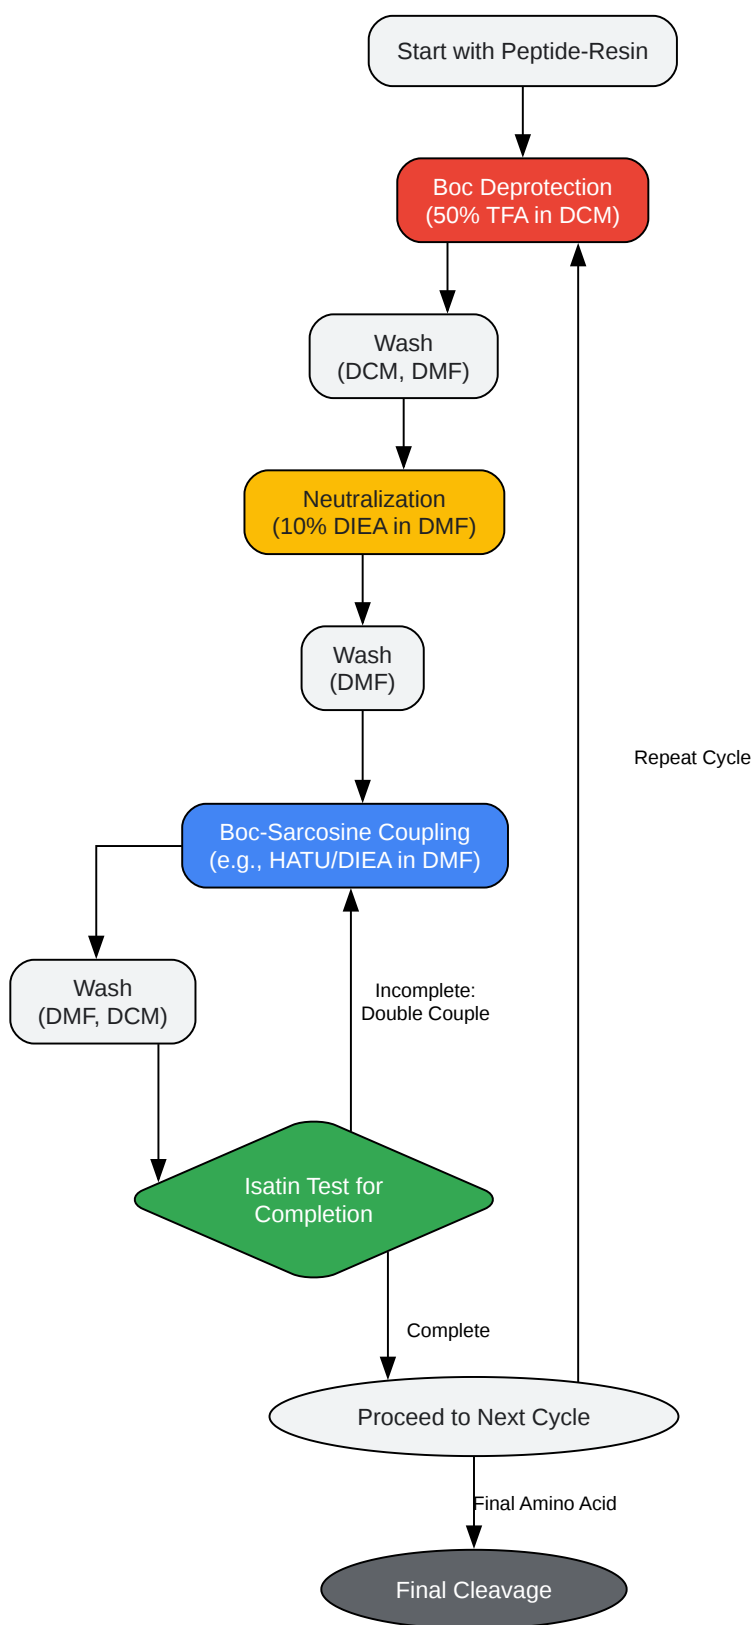 Start with Peptide-Resin
Boc Deprotection
(50% TFA in DCM)
Wash
(DCM, DMF)
Neutralization
(10% DIEA in DMF)
Wash
(DMF)
Repeat Cycle
Boc-Sarcosine Coupling
(e.g., HATU/DIEA in DMF)
Wash
(DMF, DCM)
Incomplete:
Double Couple
Isatin Test for
Completion
Complete
Proceed to Next Cycle
Final Amino Acid
Final Cleavage